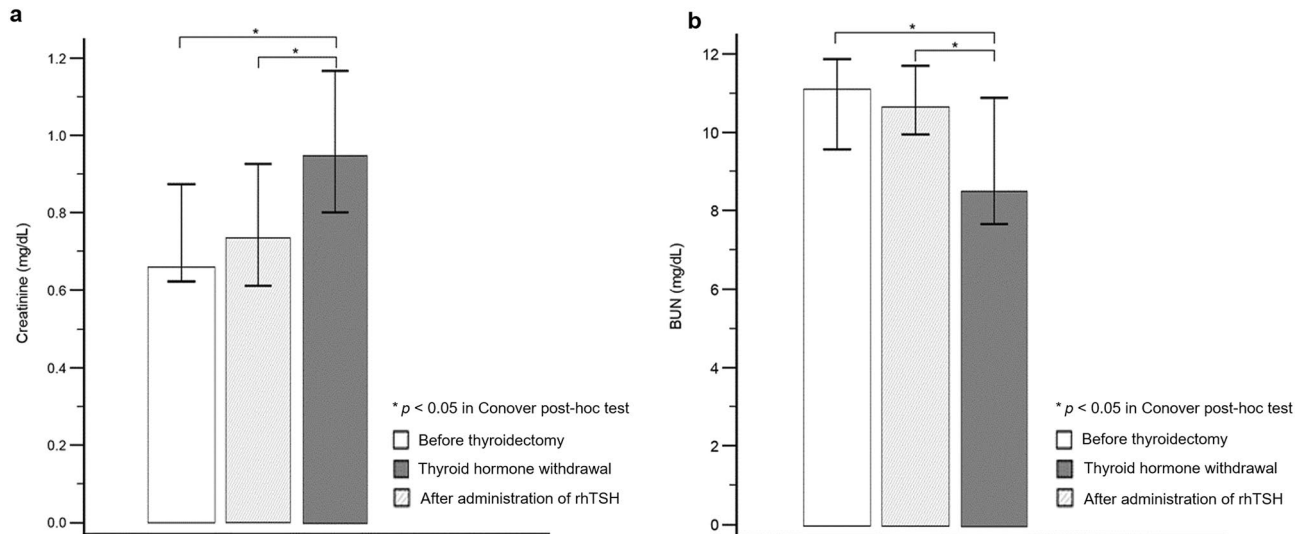 a
*
*
1.2
1.0
0.8
0.6
0.4
0.2
0.0
Creatinine (mg/dL)
* p < 0.05 in Conover post-hoc test
Before thyroidectomy
Thyroid hormone withdrawal
After administration of rhTSH
b
*
*
12
10
8
6
4
2
0
BUN (mg/dL)
* p < 0.05 in Conover post-hoc test
Before thyroidectomy
Thyroid hormone withdrawal
After administration of rhTSH